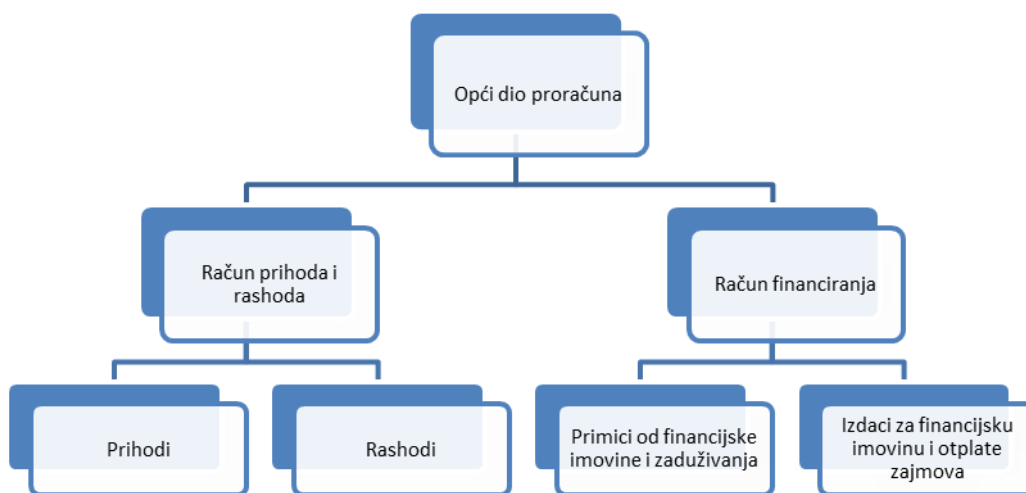 Opći dio proračuna
Račun prihoda i
rashoda
Račun financiranja
Prihodi
Rashodi
Primici od financijske
imovine i zaduživanja
Izdaci za financijsku
imovinu i otplate
zajmova